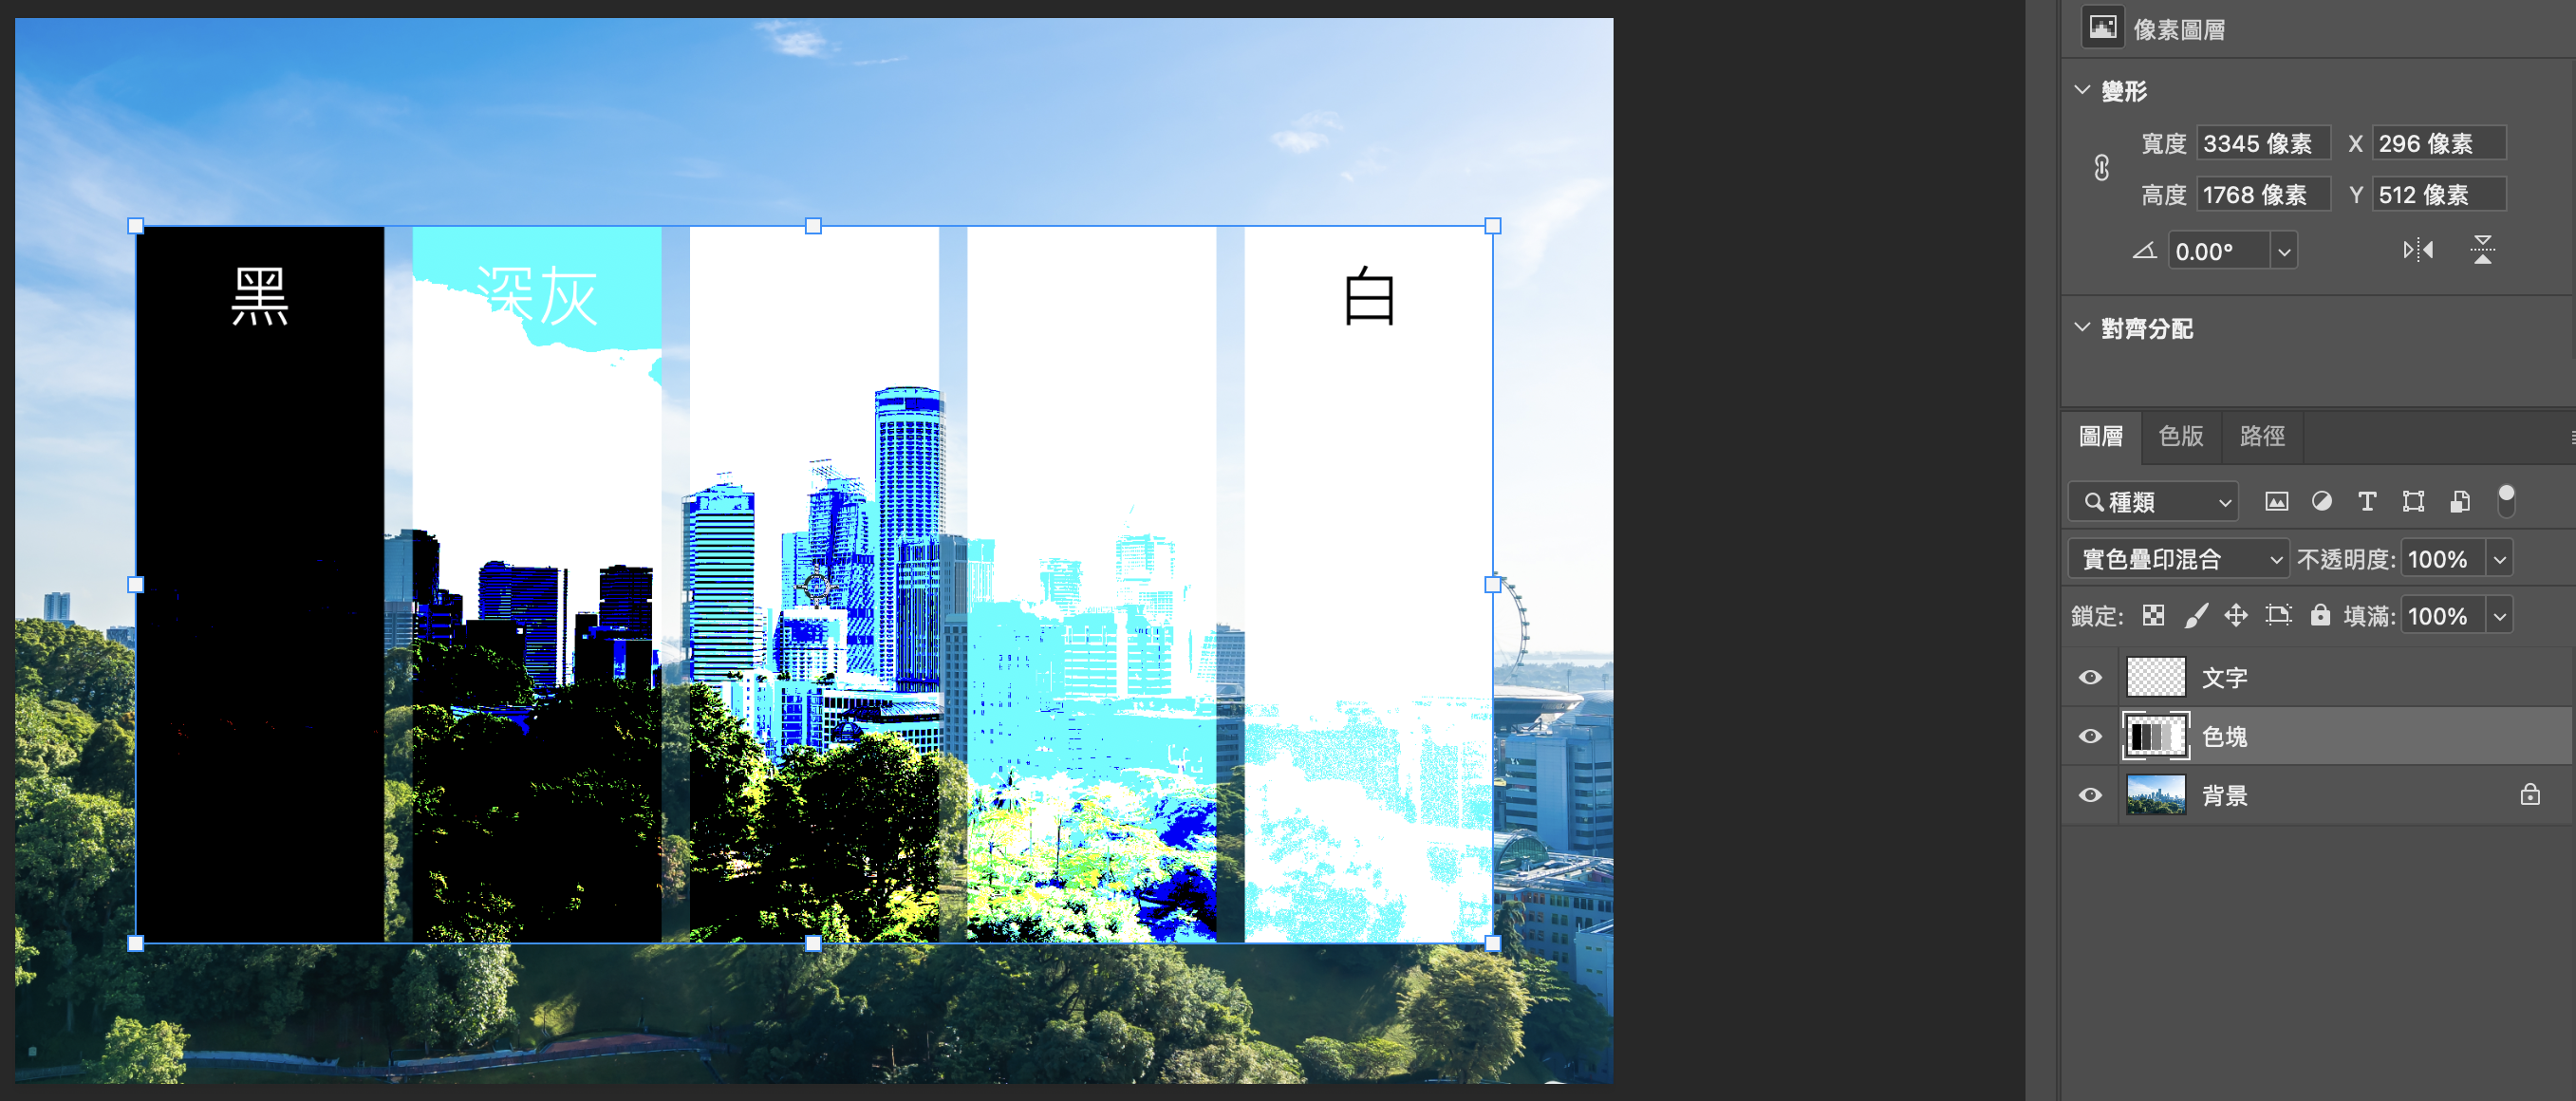 黑
深灰
白
像素圖層
變形
寬度 3345 像素 X 296 像素
高度 1768 像素 Y 512 像素
0.00°
對齊分配
圖層 色版 路徑
種類
實色疊印混合 不透明度: 100%
鎖定: 填滿: 100%
文字
色塊
背景